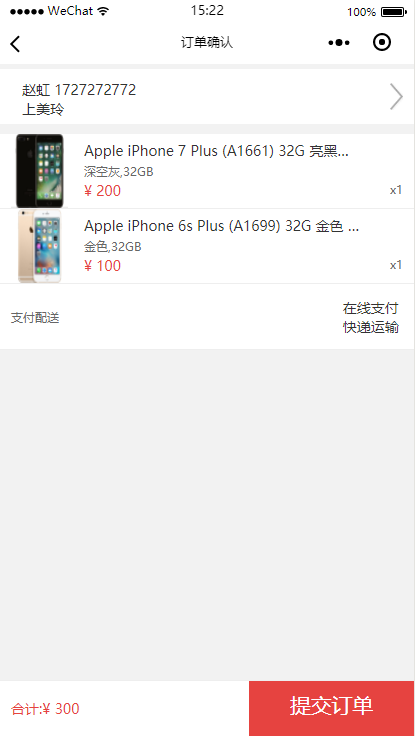 WeChat 15:22 100%
订单确认
赵虹 1727272772
上美玲
Apple iPhone 7 Plus (A1661) 32G 亮黑...
深空灰,32GB
¥ 200 x1
Apple iPhone 6s Plus (A1699) 32G 金色 ...
金色,32GB
¥ 100 x1
支付配送
在线支付
快递运输
合计:¥ 300
提交订单